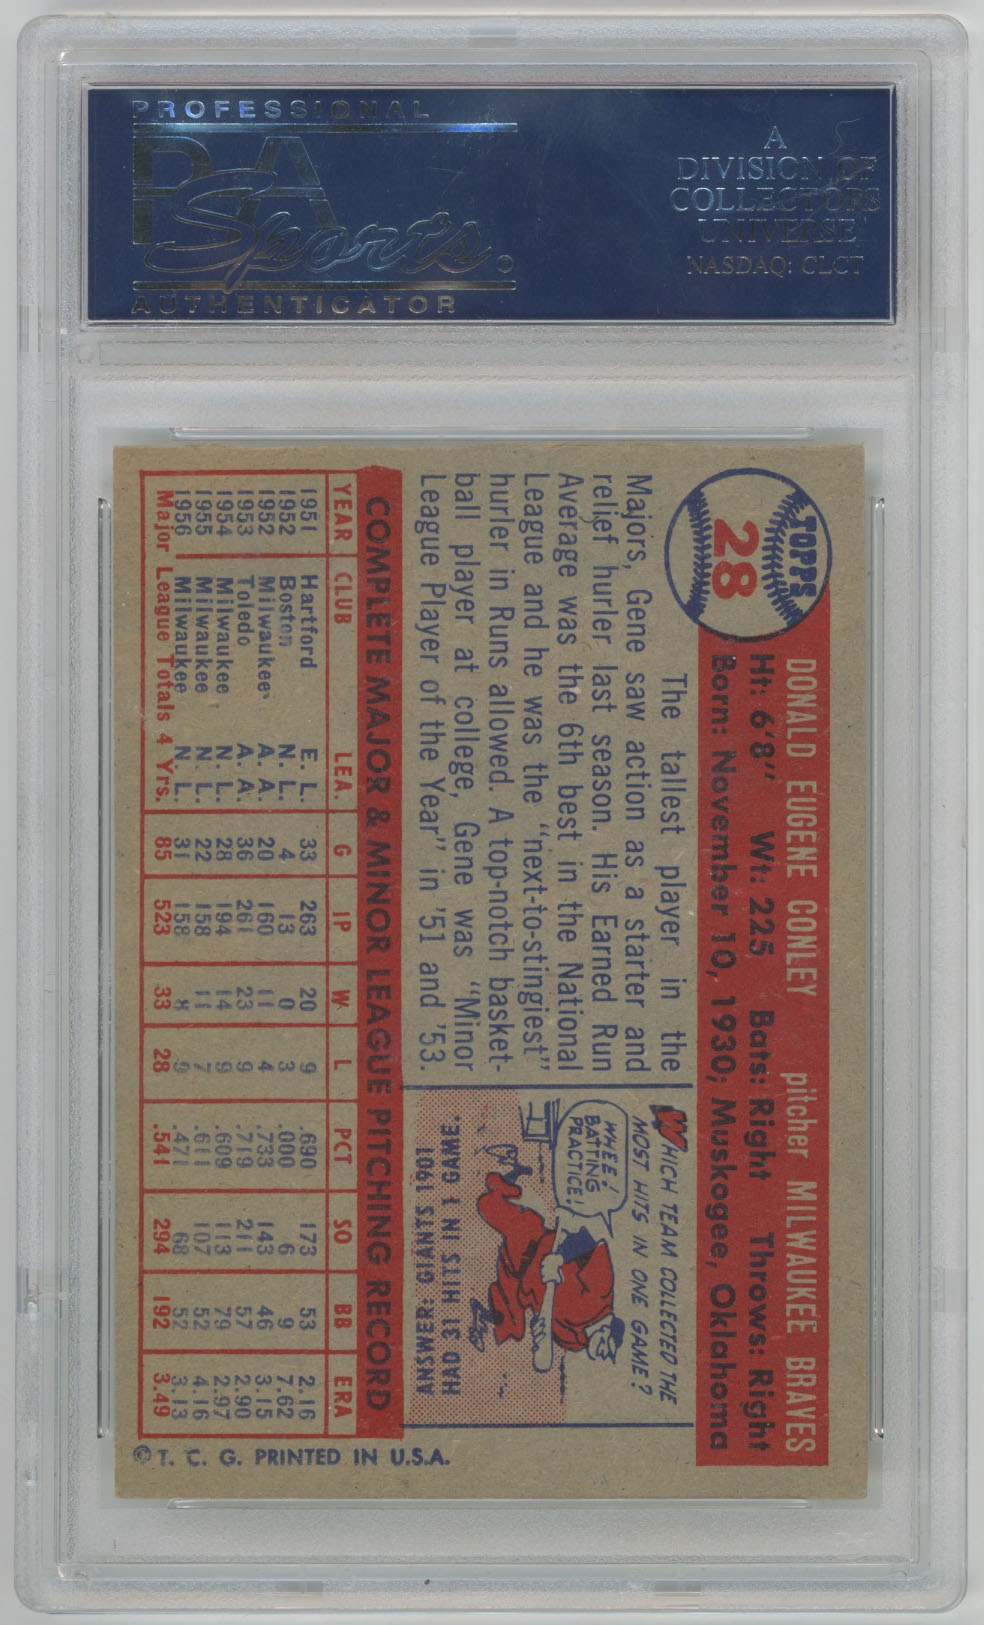 PROFESSIONAL
PSA
Sports
AUTHENTICATOR
A
DIVISION OF
COLLECTORS
UNIVERSE
NASDAQ: CLCT
TOPPS
28
DONALD EUGENE CONLEY pitcher MILWAUKEE BRAVES
Ht: 6'8" Wt: 225 Bats: Right Throws: Right
Born: November 10, 1930; Muskogee, Oklahoma
The tallest player in the
Majors, Gene saw action as a starter and
relief hurler last season. His Earned Run
Average was the 6th best in the National
League and he was the "next-to-stingiest"
hurler in Runs allowed. A top-notch basket-
ball player at college, Gene was "Minor
League Player of the Year" in '51 and '53.
WHICH TEAM COLLECTED THE
MOST HITS IN ONE GAME?
WHEE!
BATTING
PRACTICE!
ANSWER: GIANTS 1901
HAD 31 HITS IN 1 GAME.
COMPLETE MAJOR & MINOR LEAGUE PITCHING RECORD
YEAR CLUB LEA. G IP W L PCT SO BB ERA
1951 Hartford E. L. 33 263 20 9 .690 173 53 2.16
1952 Boston N. L. 4 13 0 3 .000 6 9 7.62
1952 Milwaukee A. A. 20 160 11 4 .733 143 46 3.15
1953 Toledo A. A. 36 261 23 9 .719 211 57 2.90
1954 Milwaukee N. L. 28 194 14 9 .609 113 79 2.97
1955 Milwaukee N. L. 22 158 11 7 .611 107 52 4.16
1956 Milwaukee N. L. 31 158 8 9 .471 68 52 3.13
Major League Totals 4 Yrs. 85 523 33 28 .541 294 192 3.49
© T. C. G. PRINTED IN U.S.A.